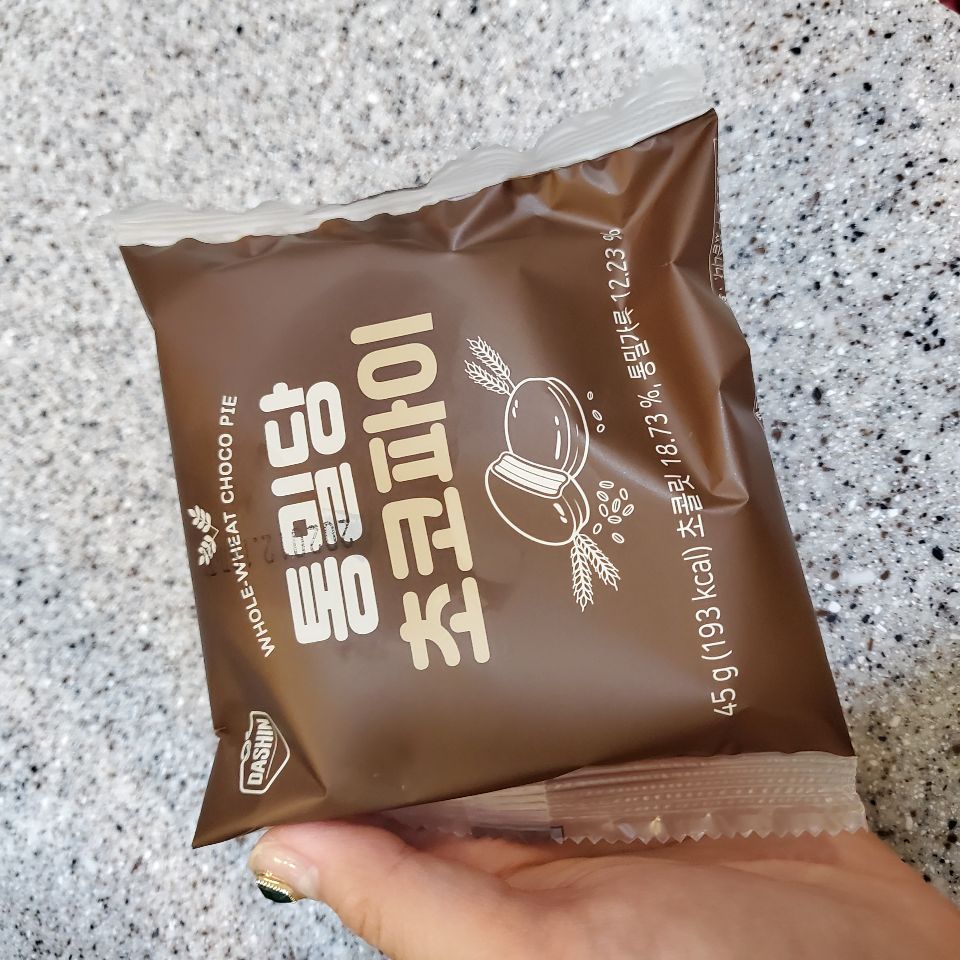 DASHIN
WHOLE-WHEAT CHOCO PIE
통밀당
초코파이
45 g (193 kcal) 초콜릿 18.73 %, 통밀가루 12.23 %